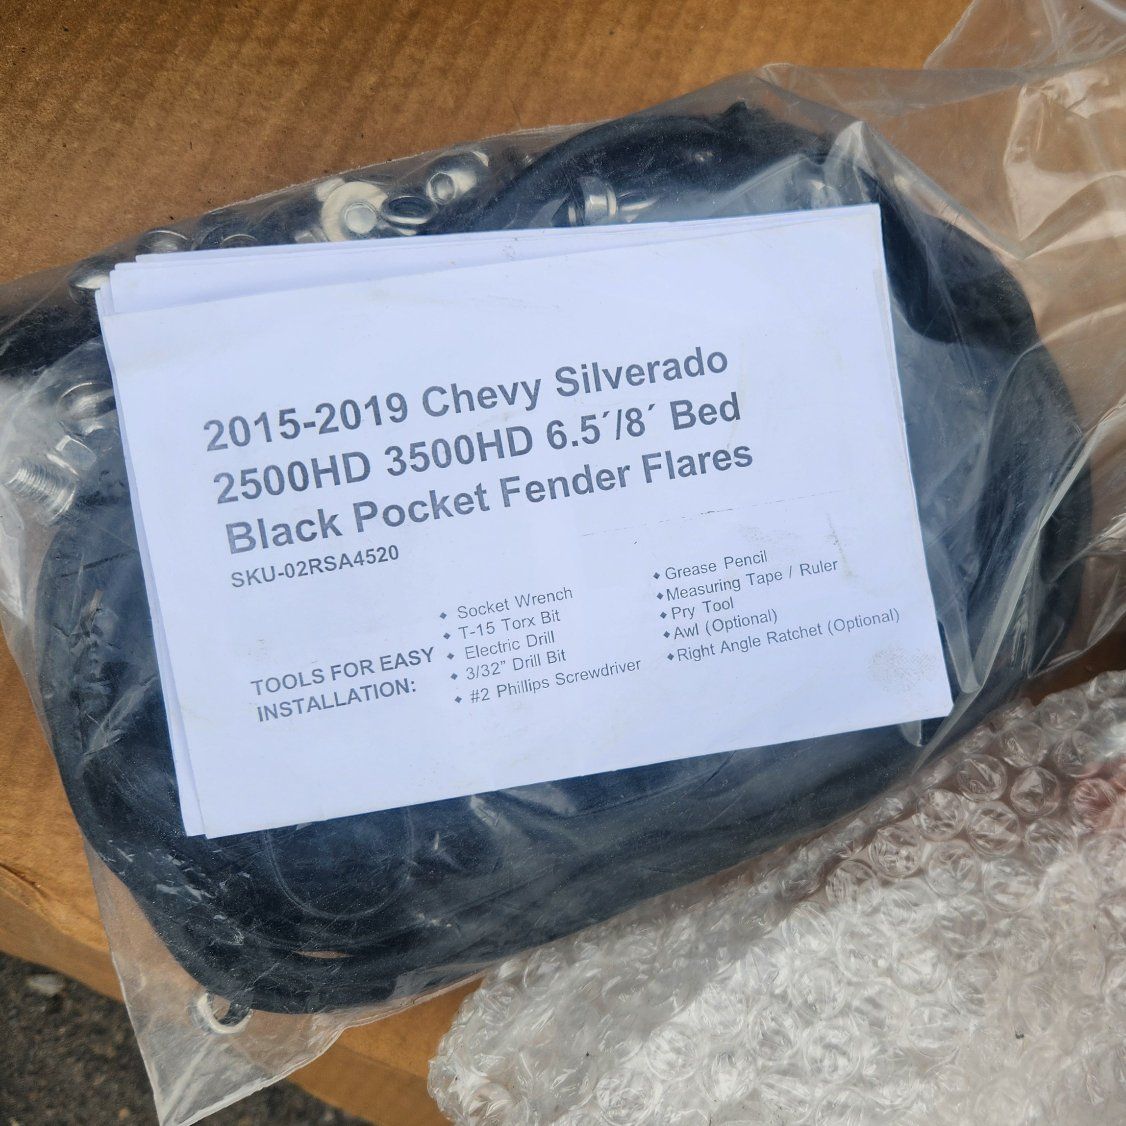 2015-2019 Chevy Silverado
2500HD 3500HD 6.5´/8´ Bed
Black Pocket Fender Flares
SKU-02RSA4520
TOOLS FOR EASY
INSTALLATION:
◆ Socket Wrench
◆ T-15 Torx Bit
◆ Electric Drill
◆ 3/32” Drill Bit
◆ #2 Phillips Screwdriver
◆ Grease Pencil
◆ Measuring Tape / Ruler
◆ Pry Tool
◆ Awl (Optional)
◆ Right Angle Ratchet (Optional)